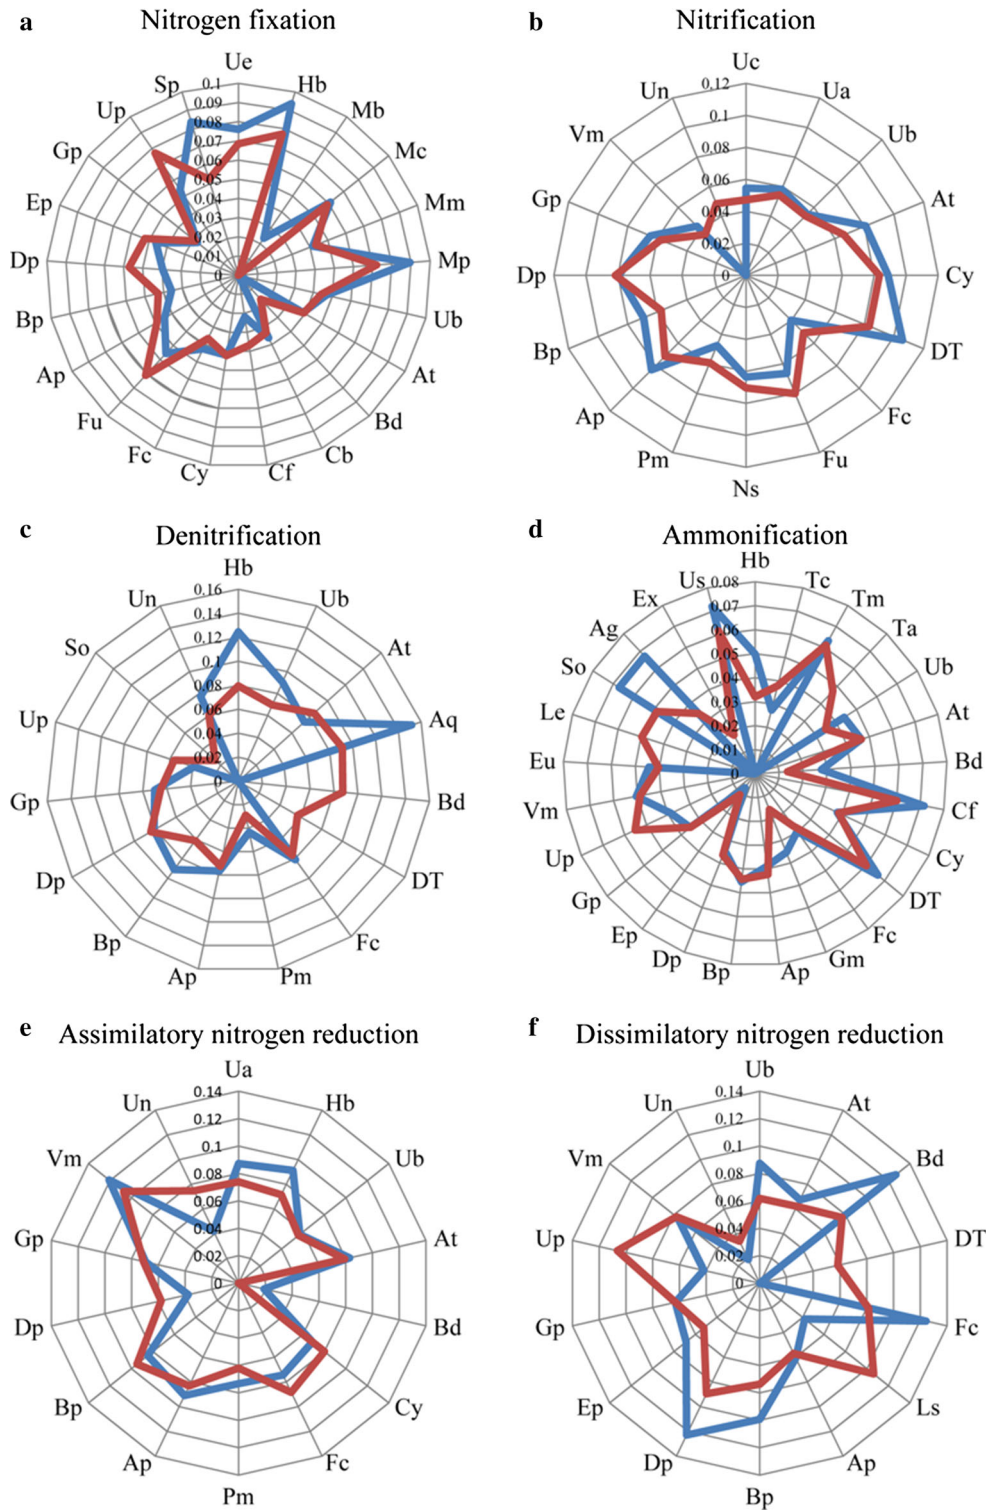 a Nitrogen fixation
Ue
Hb
Mb
Mc
Mm
Mp
Ub
At
Bd
Cb
Cf
Cy
Fc
Fu
Ap
Bp
Dp
Ep
Gp
Up
Sp
0.1
0.09
0.08
0.07
0.06
0.05
0.04
0.03
0.02
0.01
0
b Nitrification
Uc
Ua
Ub
At
Cy
DT
Fc
Fu
Ns
Pm
Ap
Bp
Dp
Gp
Vm
Un
0.12
0.1
0.08
0.06
0.04
0.02
0
c Denitrification
Hb
Ub
At
Aq
Bd
DT
Fc
Pm
Ap
Bp
Dp
Gp
Up
So
Un
0.16
0.14
0.12
0.1
0.08
0.06
0.04
0.02
0
d Ammonification
Hb
Tc
Tm
Ta
Ub
At
Bd
Cf
Cy
DT
Fc
Gm
Ap
Bp
Dp
Ep
Gp
Up
Vm
Eu
Le
So
Ag
Ex
Us
0.08
0.07
0.06
0.05
0.04
0.03
0.02
0.01
0
e Assimilatory nitrogen reduction
Ua
Hb
Ub
At
Bd
Cy
Fc
Pm
Ap
Bp
Dp
Gp
Vm
Un
0.14
0.12
0.1
0.08
0.06
0.04
0.02
0
f Dissimilatory nitrogen reduction
Ub
At
Bd
DT
Fc
Ls
Ap
Bp
Dp
Ep
Gp
Up
Vm
Un
0.14
0.12
0.1
0.08
0.06
0.04
0.02
0